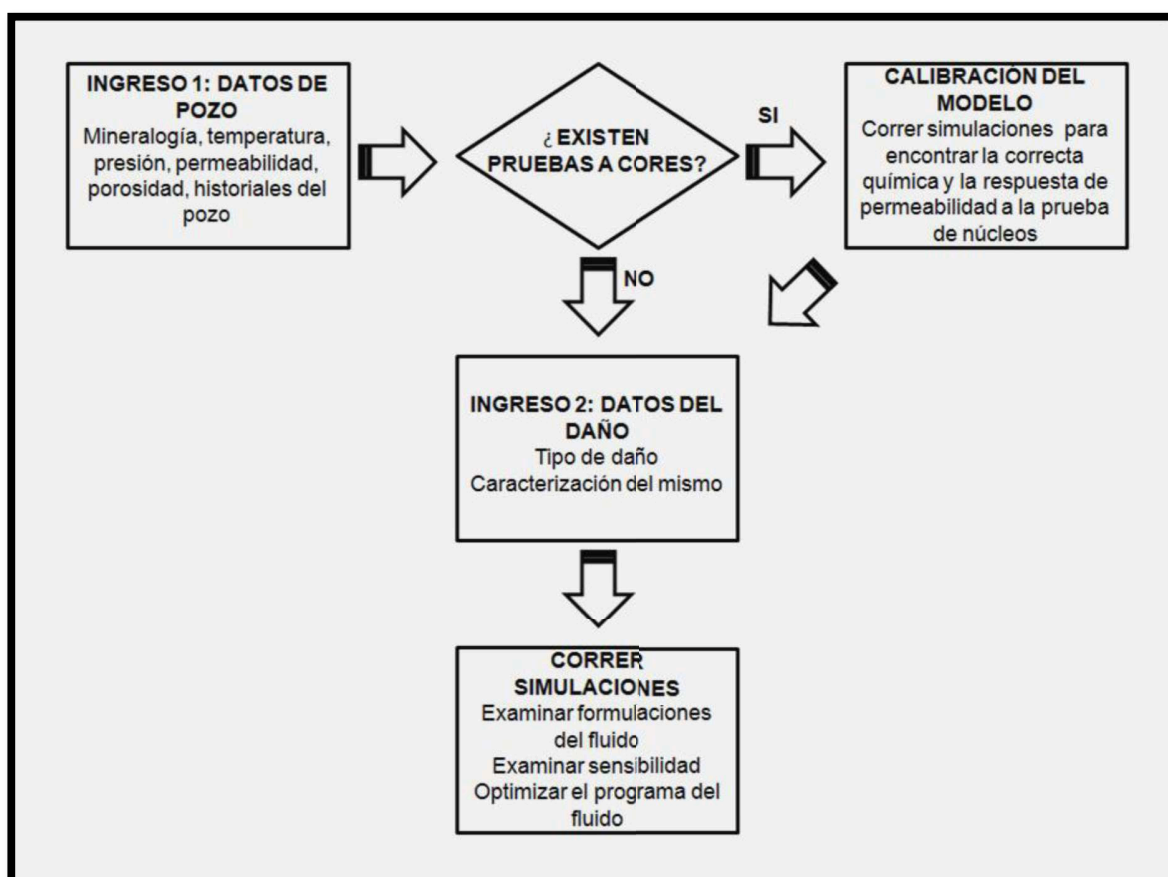 INGRESO 1: DATOS DE
POZO
Mineralogía, temperatura,
presión, permeabilidad,
porosidad, historiales del
pozo
¿EXISTEN
PRUEBAS A CORES?
SI
CALIBRACIÓN DEL
MODELO
Correr simulaciones para
encontrar la correcta
química y la respuesta de
permeabilidad a la prueba
de núcleos
NO
INGRESO 2: DATOS DEL
DAÑO
Tipo de daño
Caracterización del mismo
CORRER
SIMULACIONES
Examinar formulaciones
del fluido
Examinar sensibilidad
Optimizar el programa del
fluido